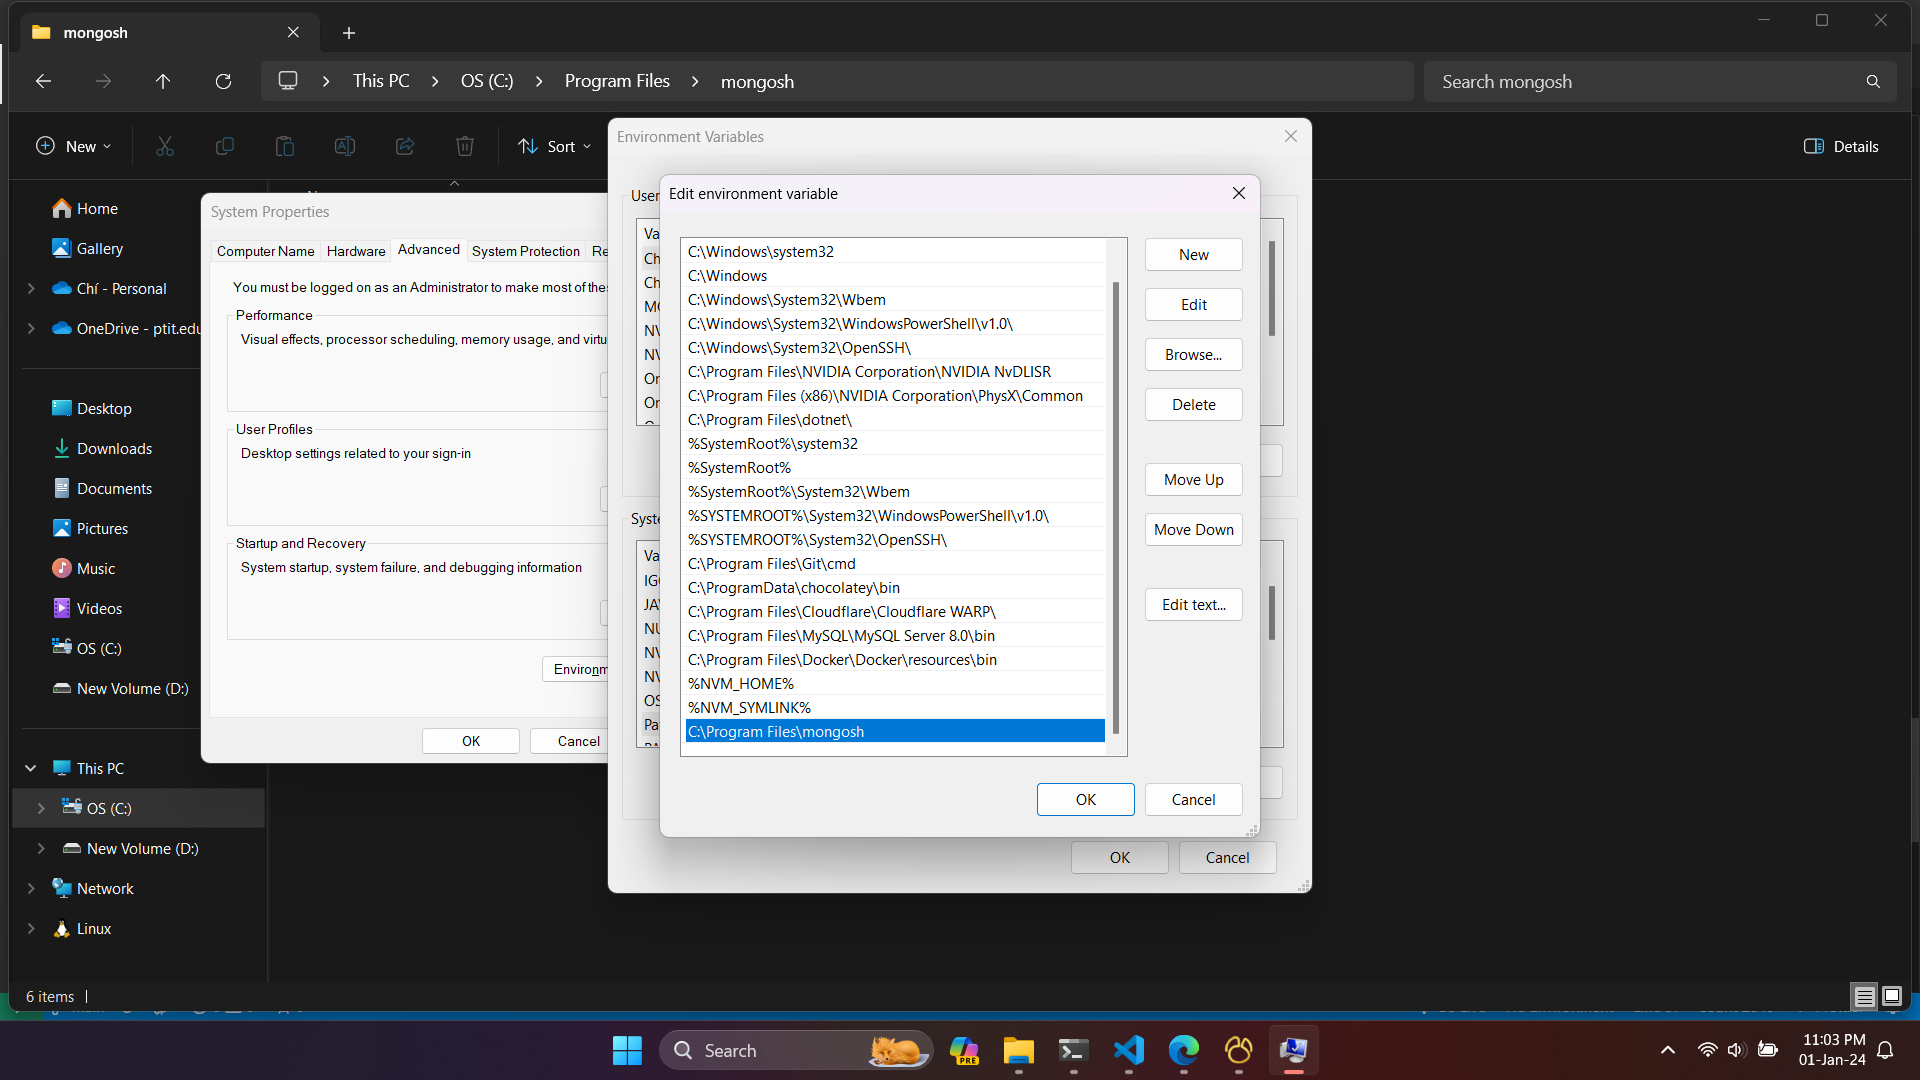 mongosh
This PC
OS (C:)
Program Files
mongosh
Search mongosh
New
Sort
Details
Home
Gallery
Chí - Personal
OneDrive - ptit.edu
Desktop
Downloads
Documents
Pictures
Music
Videos
OS (C:)
New Volume (D:)
This PC
OS (C:)
New Volume (D:)
Network
Linux
6 items
System Properties
Computer Name
Hardware
Advanced
System Protection
Re
You must be logged on as an Administrator to make most of the
Performance
Visual effects, processor scheduling, memory usage, and virtu
User Profiles
Desktop settings related to your sign-in
Startup and Recovery
System startup, system failure, and debugging information
Environm
OK
Cancel
Environment Variables
User
Va
Ch
Ch
NV
NV
Or
Or
Syste
Va
IG
JA
NU
NV
NV
OS
Pa
OK
Cancel
Edit environment variable
C:\Windows\system32
C:\Windows
C:\Windows\System32\Wbem
C:\Windows\System32\WindowsPowerShell\v1.0\
C:\Windows\System32\OpenSSH\
C:\Program Files\NVIDIA Corporation\NVIDIA NvDLISR
C:\Program Files (x86)\NVIDIA Corporation\PhysX\Common
C:\Program Files\dotnet\
%SystemRoot%\system32
%SystemRoot%
%SystemRoot%\System32\Wbem
%SYSTEMROOT%\System32\WindowsPowerShell\v1.0\
%SYSTEMROOT%\System32\OpenSSH\
C:\Program Files\Git\cmd
C:\ProgramData\chocolatey\bin
C:\Program Files\Cloudflare\Cloudflare WARP\
C:\Program Files\MySQL\MySQL Server 8.0\bin
C:\Program Files\Docker\Docker\resources\bin
%NVM_HOME%
%NVM_SYMLINK%
C:\Program Files\mongosh
New
Edit
Browse...
Delete
Move Up
Move Down
Edit text...
OK
Cancel
Search
PRE
11:03 PM
01-Jan-24